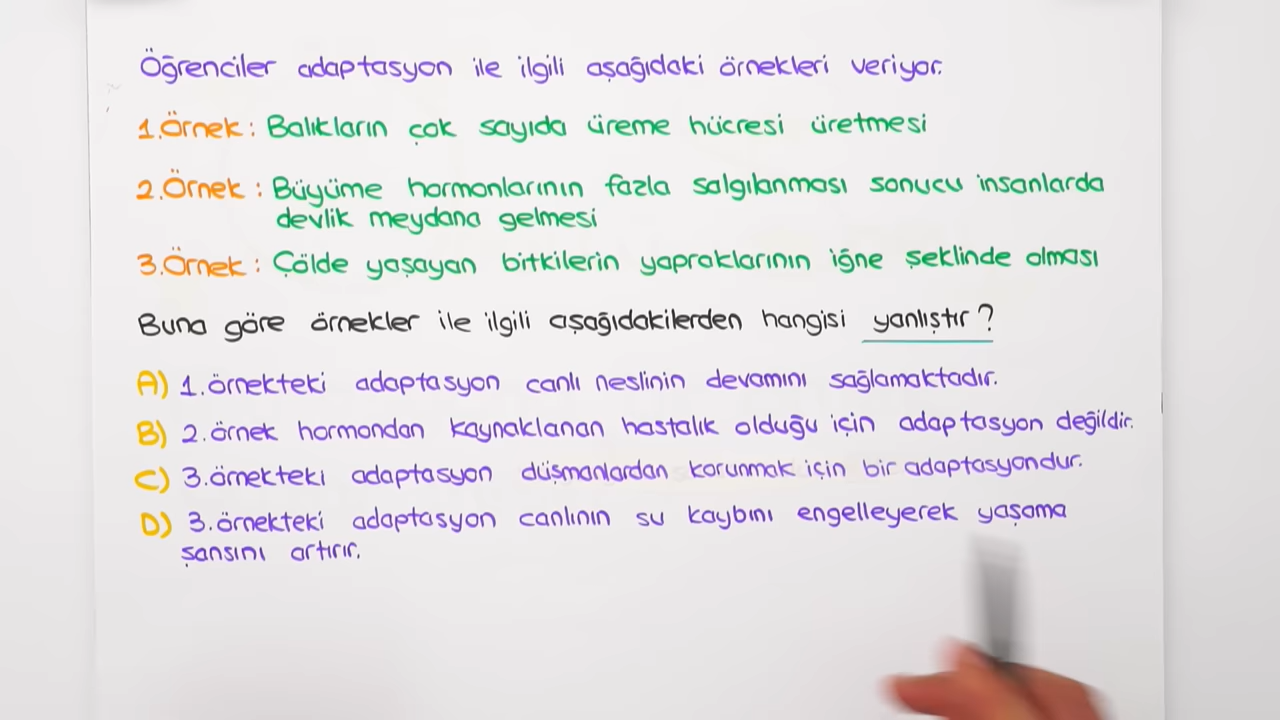 Öğrenciler adaptasyon ile ilgili aşağıdaki örnekleri veriyor.
1.Örnek: Balıkların çok sayıda üreme hücresi üretmesi
2.Örnek: Büyüme hormonlarının fazla salgılanması sonucu insanlarda
devlik meydana gelmesi
3.Örnek: Çölde yaşayan bitkilerin yapraklarının iğne şeklinde olması
Buna göre örnekler ile ilgili aşağıdakilerden hangisi yanlıştır?
A) 1.örnekteki adaptasyon canlı neslinin devamını sağlamaktadır.
B) 2.örnek hormondan kaynaklanan hastalık olduğu için adaptasyon değildir.
C) 3.örnekteki adaptasyon düşmanlardan korunmak için bir adaptasyondur.
D) 3.örnekteki adaptasyon canlının su kaybını engelleyerek yaşama
şansını artırır.